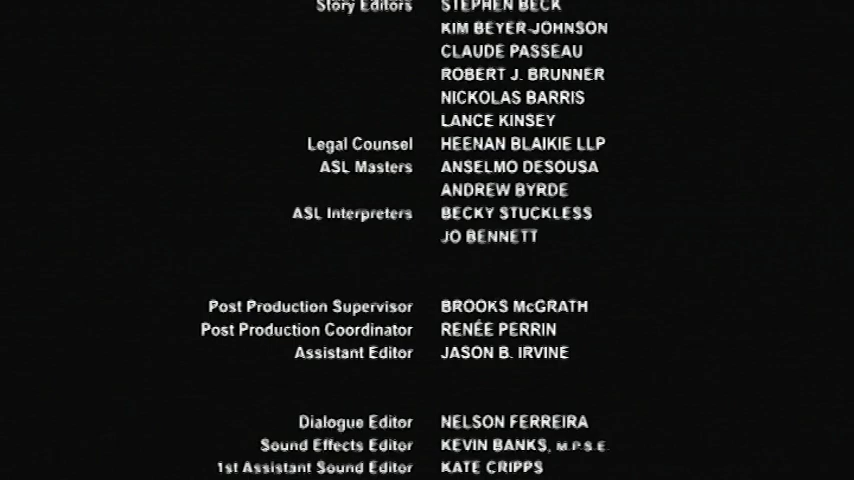 Story Editors STEPHEN BECK
KIM BEYER-JOHNSON
CLAUDE PASSEAU
ROBERT J. BRUNNER
NICKOLAS BARRIS
LANCE KINSEY
Legal Counsel HEENAN BLAIKIE LLP
ASL Masters ANSELMO DESOUSA
ANDREW BYRDE
ASL Interpreters BECKY STUCKLESS
JO BENNETT
Post Production Supervisor BROOKS McGRATH
Post Production Coordinator RENÉE PERRIN
Assistant Editor JASON B. IRVINE
Dialogue Editor NELSON FERREIRA
Sound Effects Editor KEVIN BANKS, M.P.S.E.
1st Assistant Sound Editor KATE CRIPPS